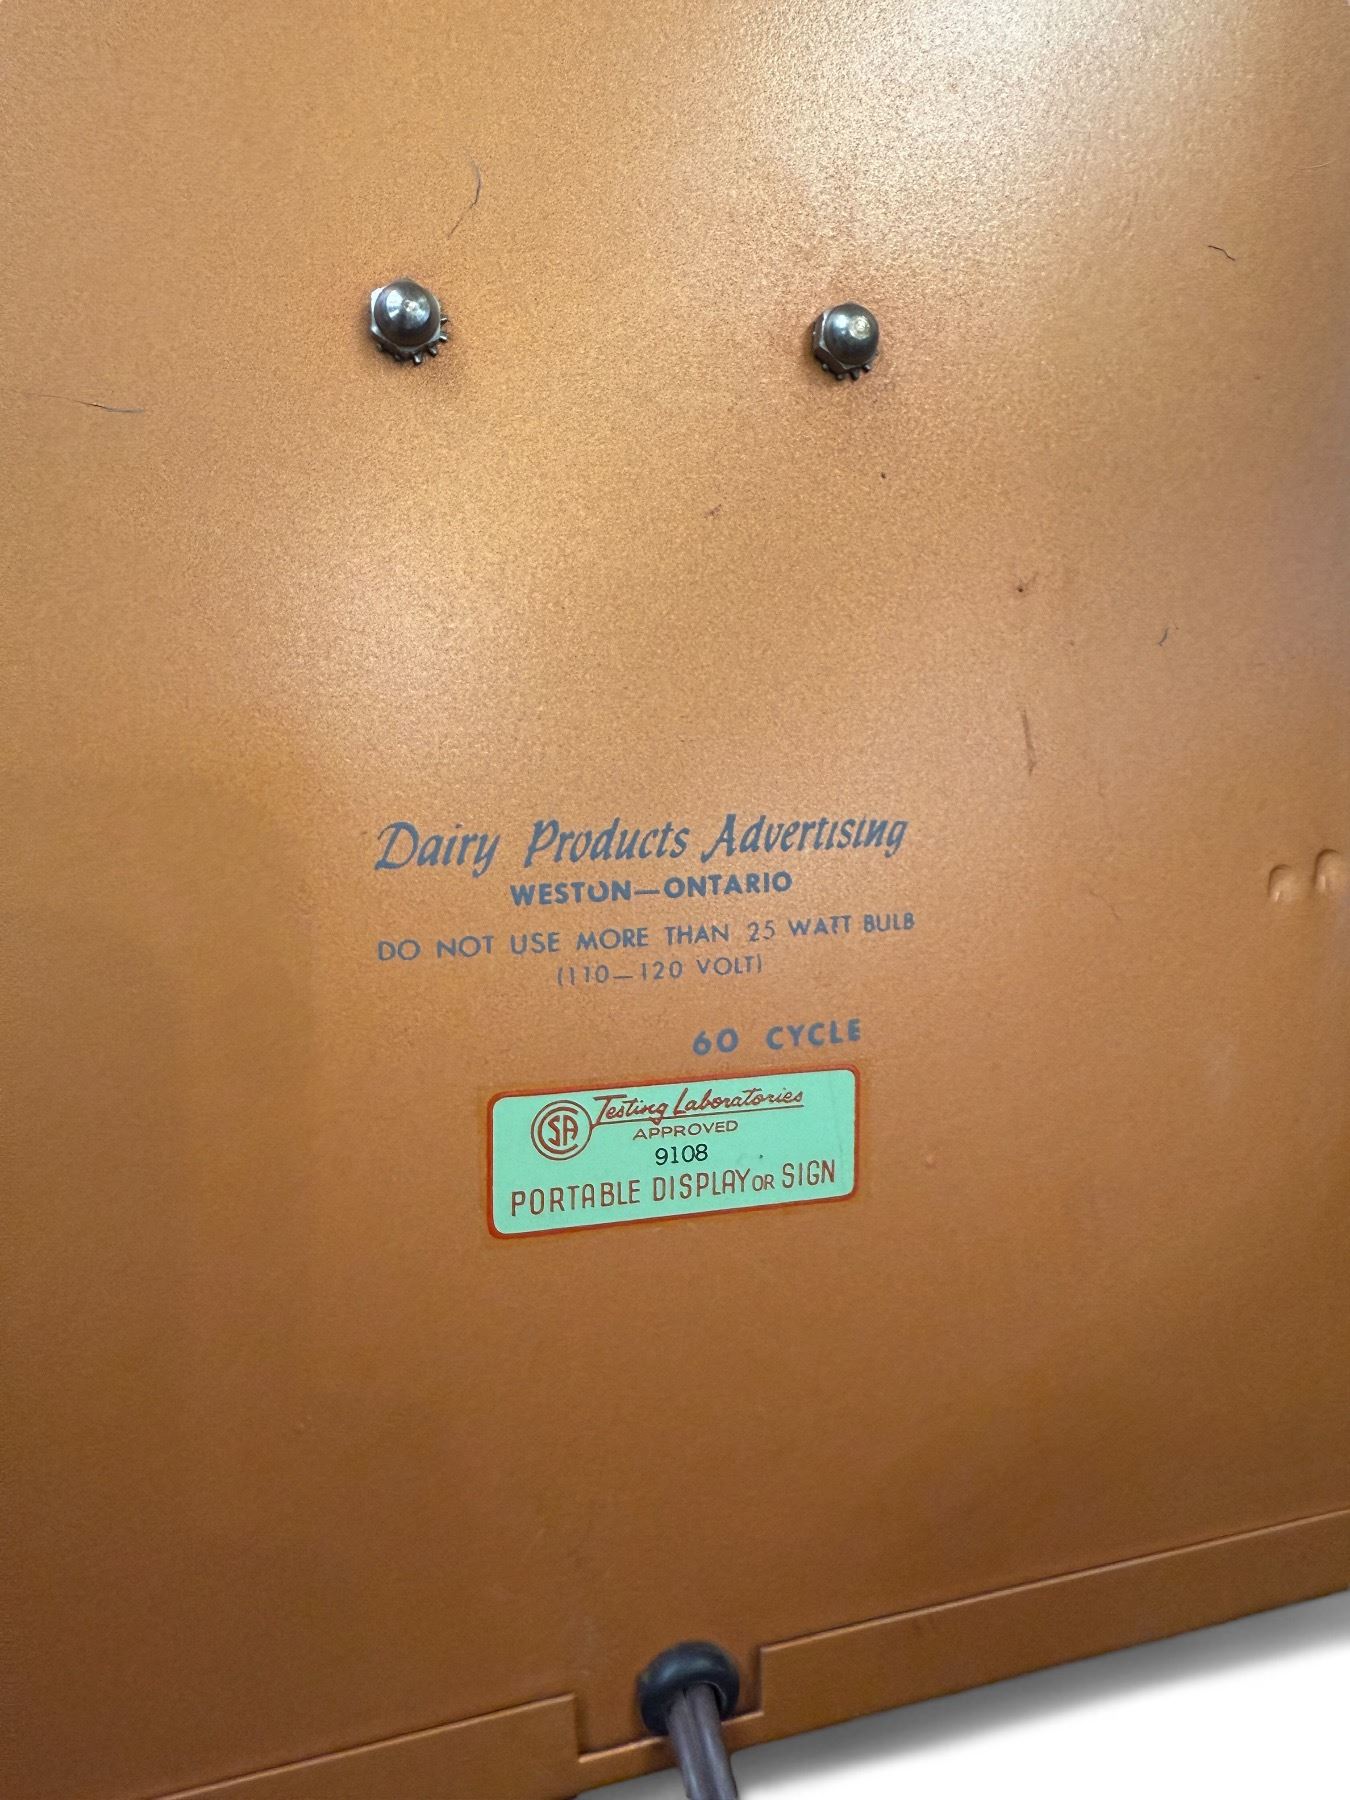 Dairy Products Advertising
WESTON—ONTARIO
DO NOT USE MORE THAN 25 WATT BULB
(110—120 VOLT)
60 CYCLE
CSA Testing Laboratories
APPROVED
9108
PORTABLE DISPLAY OR SIGN